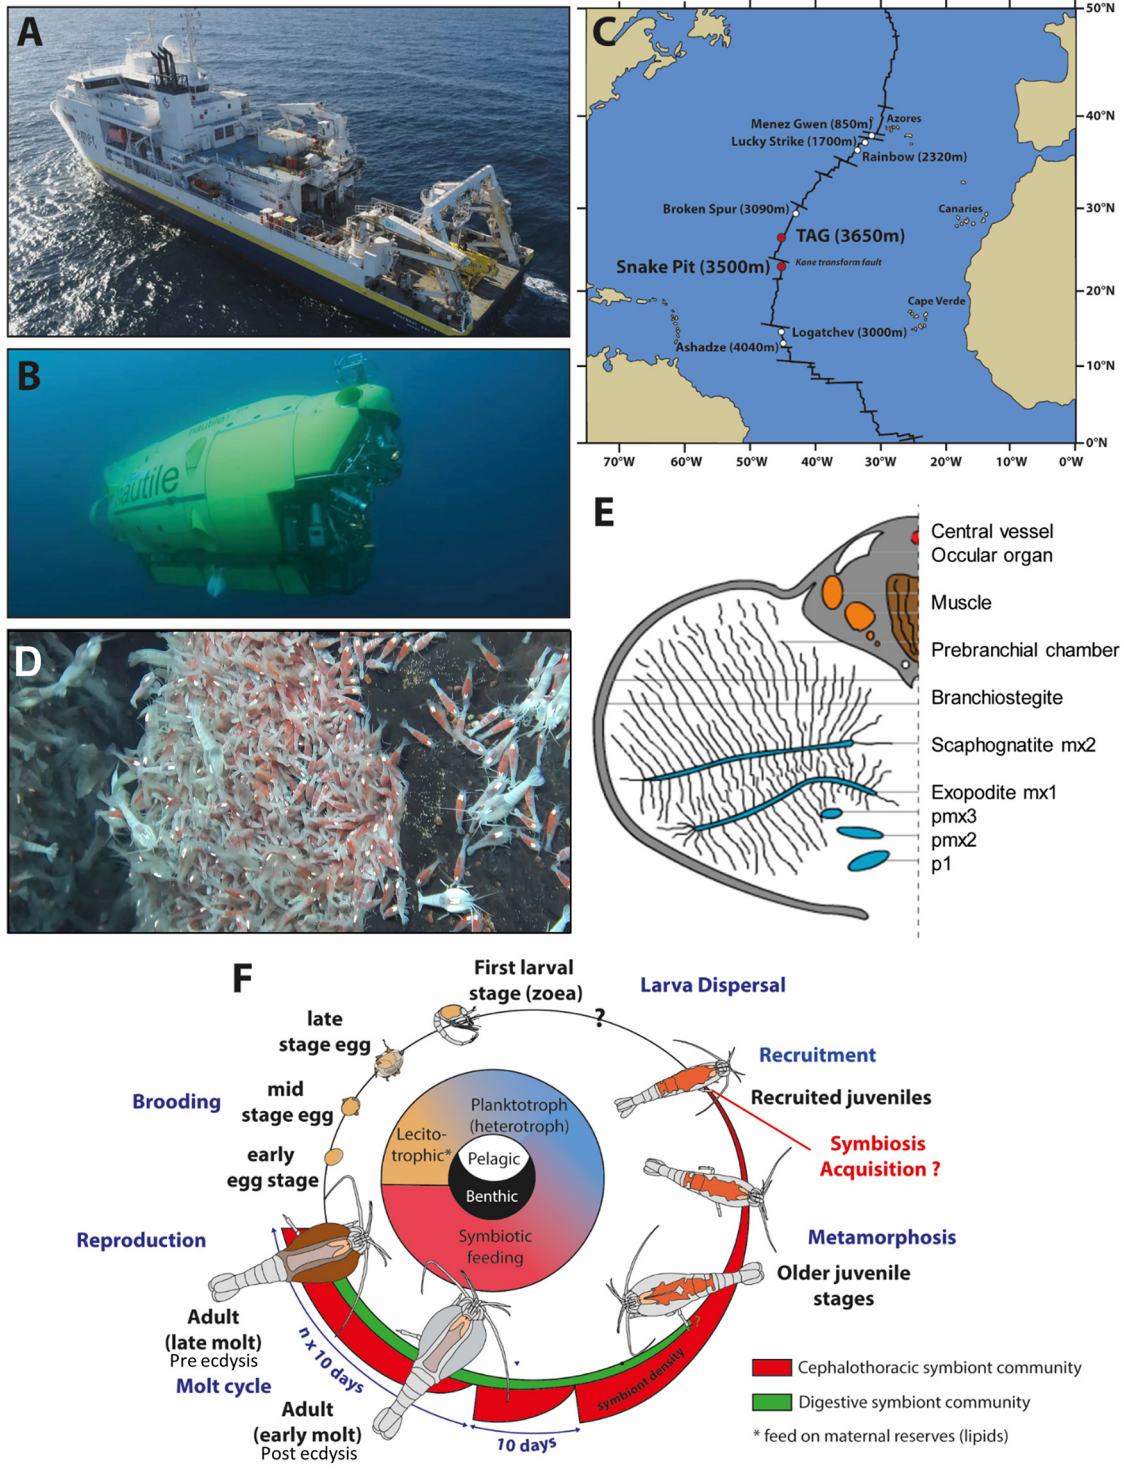 A
B
nautile
nautile
C
50°N
40°N
30°N
20°N
10°N
0°N
70°W
60°W
50°W
40°W
30°W
20°W
10°W
0°W
Menez Gwen (850m)
Azores
Lucky Strike (1700m)
Rainbow (2320m)
Broken Spur (3090m)
Canaries
TAG (3650m)
Snake Pit (3500m)
Kane transform fault
Cape Verde
Logatchev (3000m)
Ashadze (4040m)
D
E
Central vessel
Occular organ
Muscle
Prebranchial chamber
Branchiostegite
Scaphognatite mx2
Exopodite mx1
pmx3
pmx2
p1
F
First larval
stage (zoea)
?
Larva Dispersal
late
stage egg
Recruitment
Recruited juveniles
Brooding
mid
stage egg
Planktotroph
(heterotroph)
Lecito-
trophic*
Pelagic
Benthic
Symbiotic
feeding
Symbiosis
Acquisition ?
early
egg stage
Reproduction
Metamorphosis
Older juvenile
stages
?
Adult
(late molt)
Pre ecdysis
Molt cycle
n x 10 days
Adult
(early molt)
Post ecdysis
10 days
symbiont density
Cephalothoracic symbiont community
Digestive symbiont community
* feed on maternal reserves (lipids)